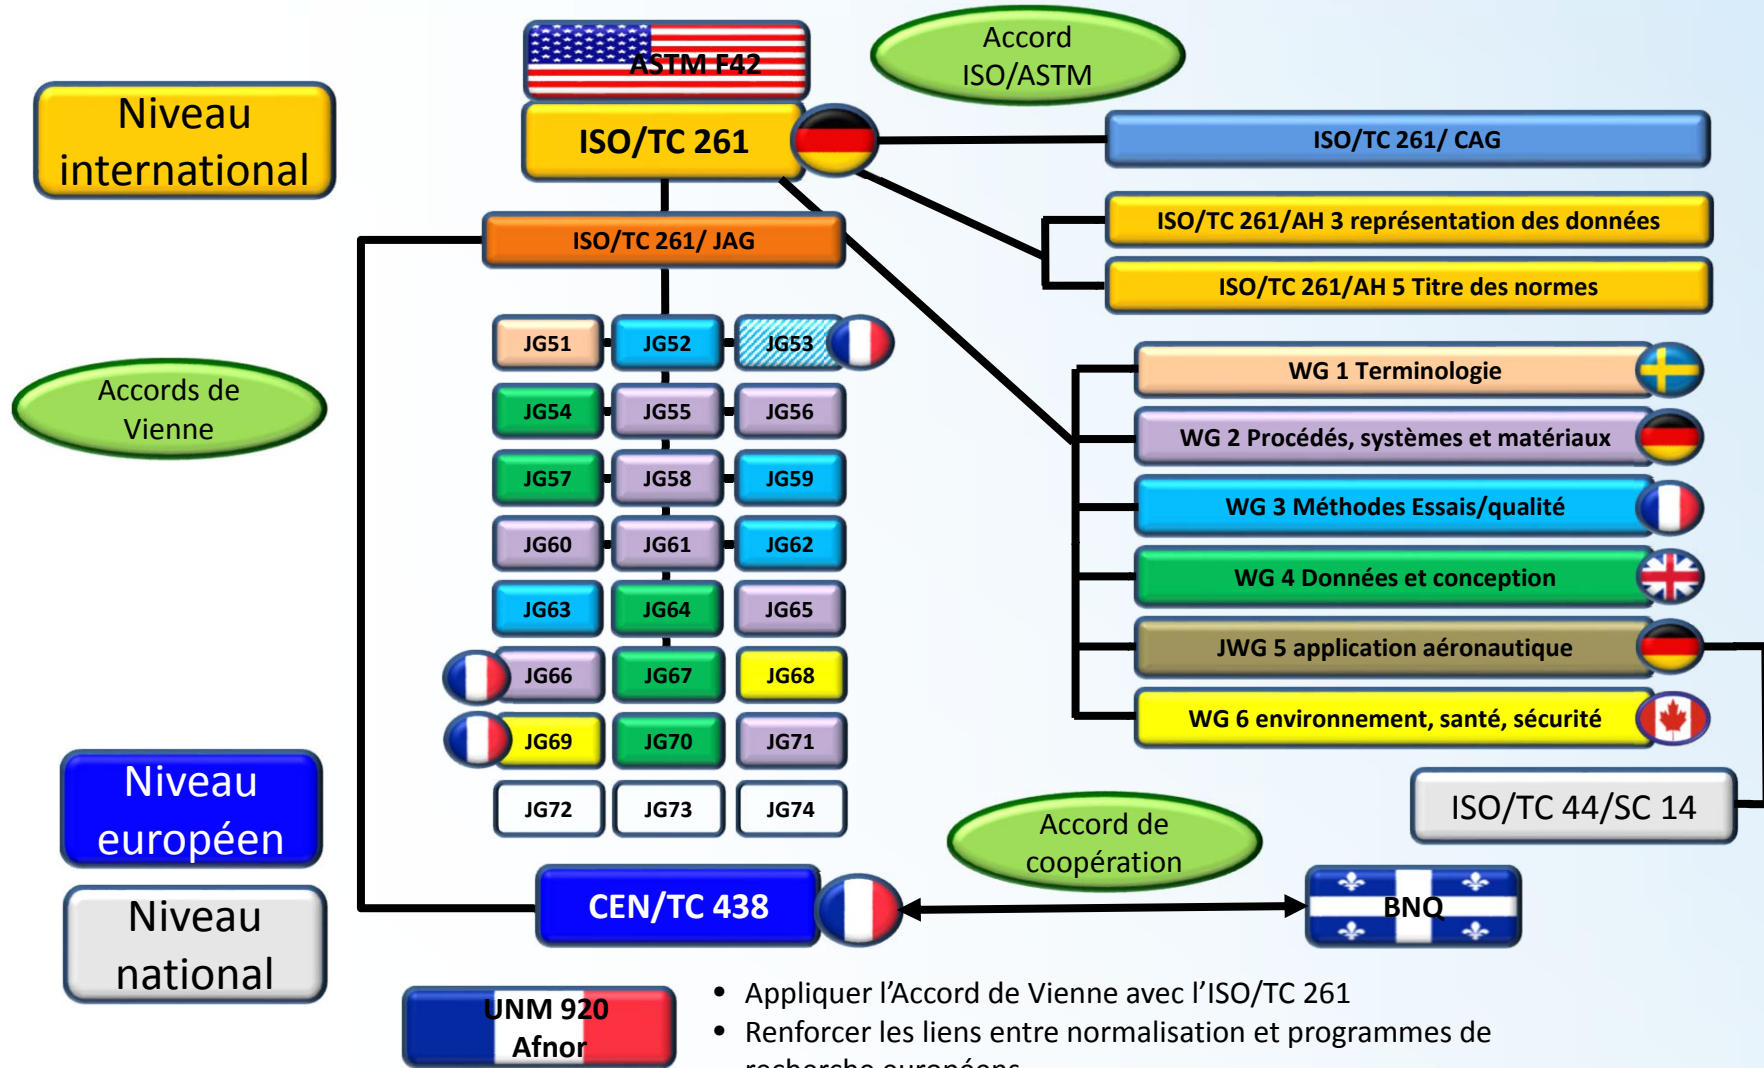 ASTM F42
Accord
ISO/ASTM
Niveau
international
ISO/TC 261
ISO/TC 261/ CAG
ISO/TC 261/AH 3 représentation des données
ISO/TC 261/ JAG
ISO/TC 261/AH 5 Titre des normes
JG51 JG52 JG53
WG 1 Terminologie
Accords de
Vienne
JG54 JG55 JG56
WG 2 Procédés, systèmes et matériaux
JG57 JG58 JG59
WG 3 Méthodes Essais/qualité
JG60 JG61 JG62
WG 4 Données et conception
JG63 JG64 JG65
JWG 5 application aéronautique
JG66 JG67 JG68
WG 6 environnement, santé, sécurité
JG69 JG70 JG71
Niveau
européen
JG72 JG73 JG74
ISO/TC 44/SC 14
Accord de
coopération
CEN/TC 438
BNQ
Niveau
national
UNM 920
Afnor
• Appliquer l’Accord de Vienne avec l’ISO/TC 261
• Renforcer les liens entre normalisation et programmes de
recherche européens